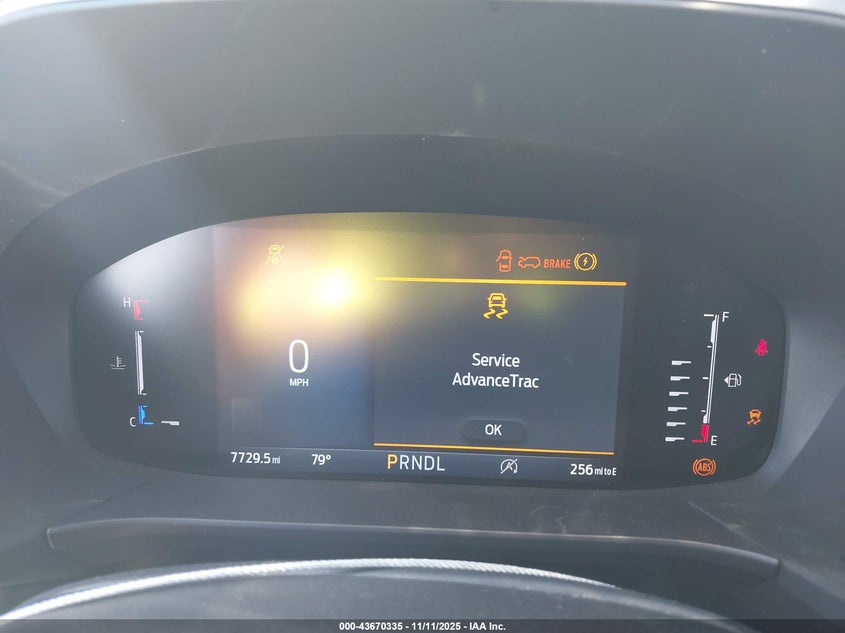 BRAKE
H
F
0
MPH
Service
AdvanceTrac
C
OK
E
7729.5 mi
79°
PRNDL
256 mi to E
ABS
000-43670335 - 11/11/2025 - IAA Inc.